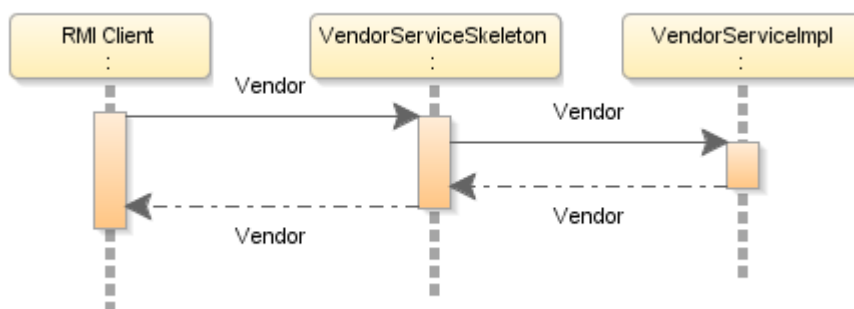 RMI Client
:
VendorServiceSkeleton
:
VendorServiceImpl
:
Vendor
Vendor
Vendor
Vendor